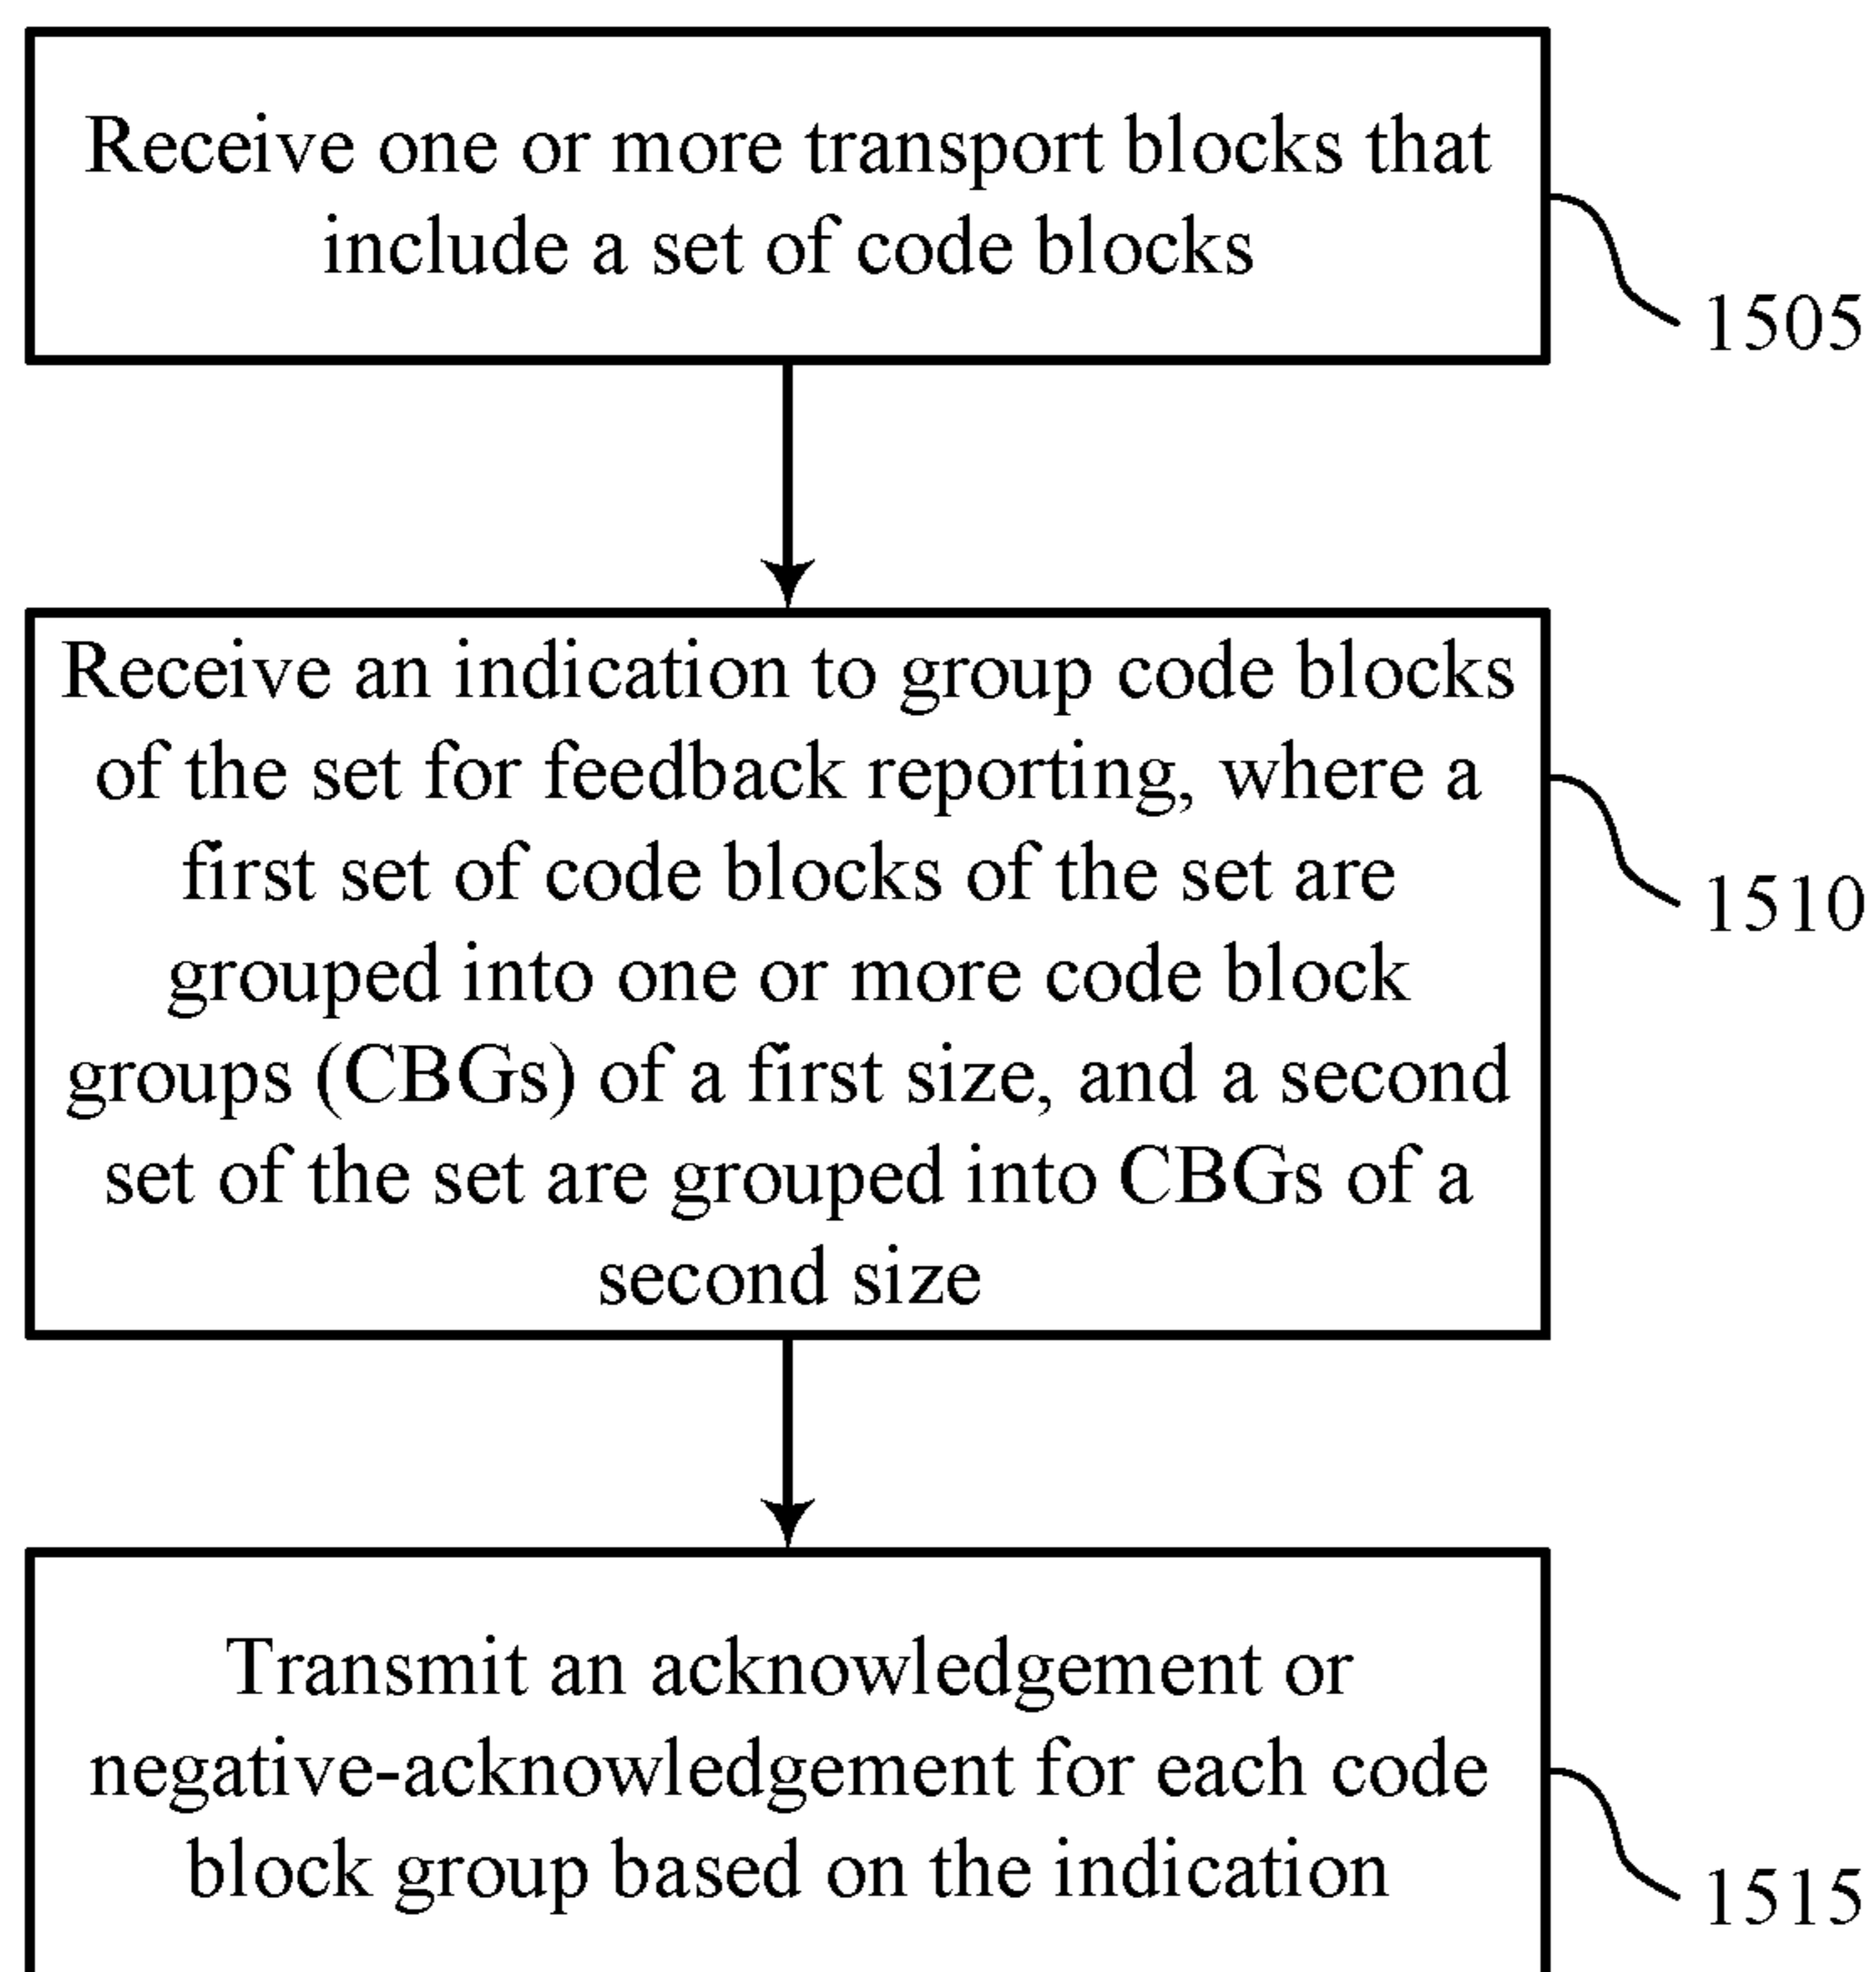 Receive one or more transport blocks that
include a set of code blocks
1505
Receive an indication to group code blocks
of the set for feedback reporting, where a
first set of code blocks of the set are
grouped into one or more code block
groups (CBGs) of a first size, and a second
set of the set are grouped into CBGs of a
second size
1510
Transmit an acknowledgement or
negative-acknowledgement for each code
block group based on the indication
1515